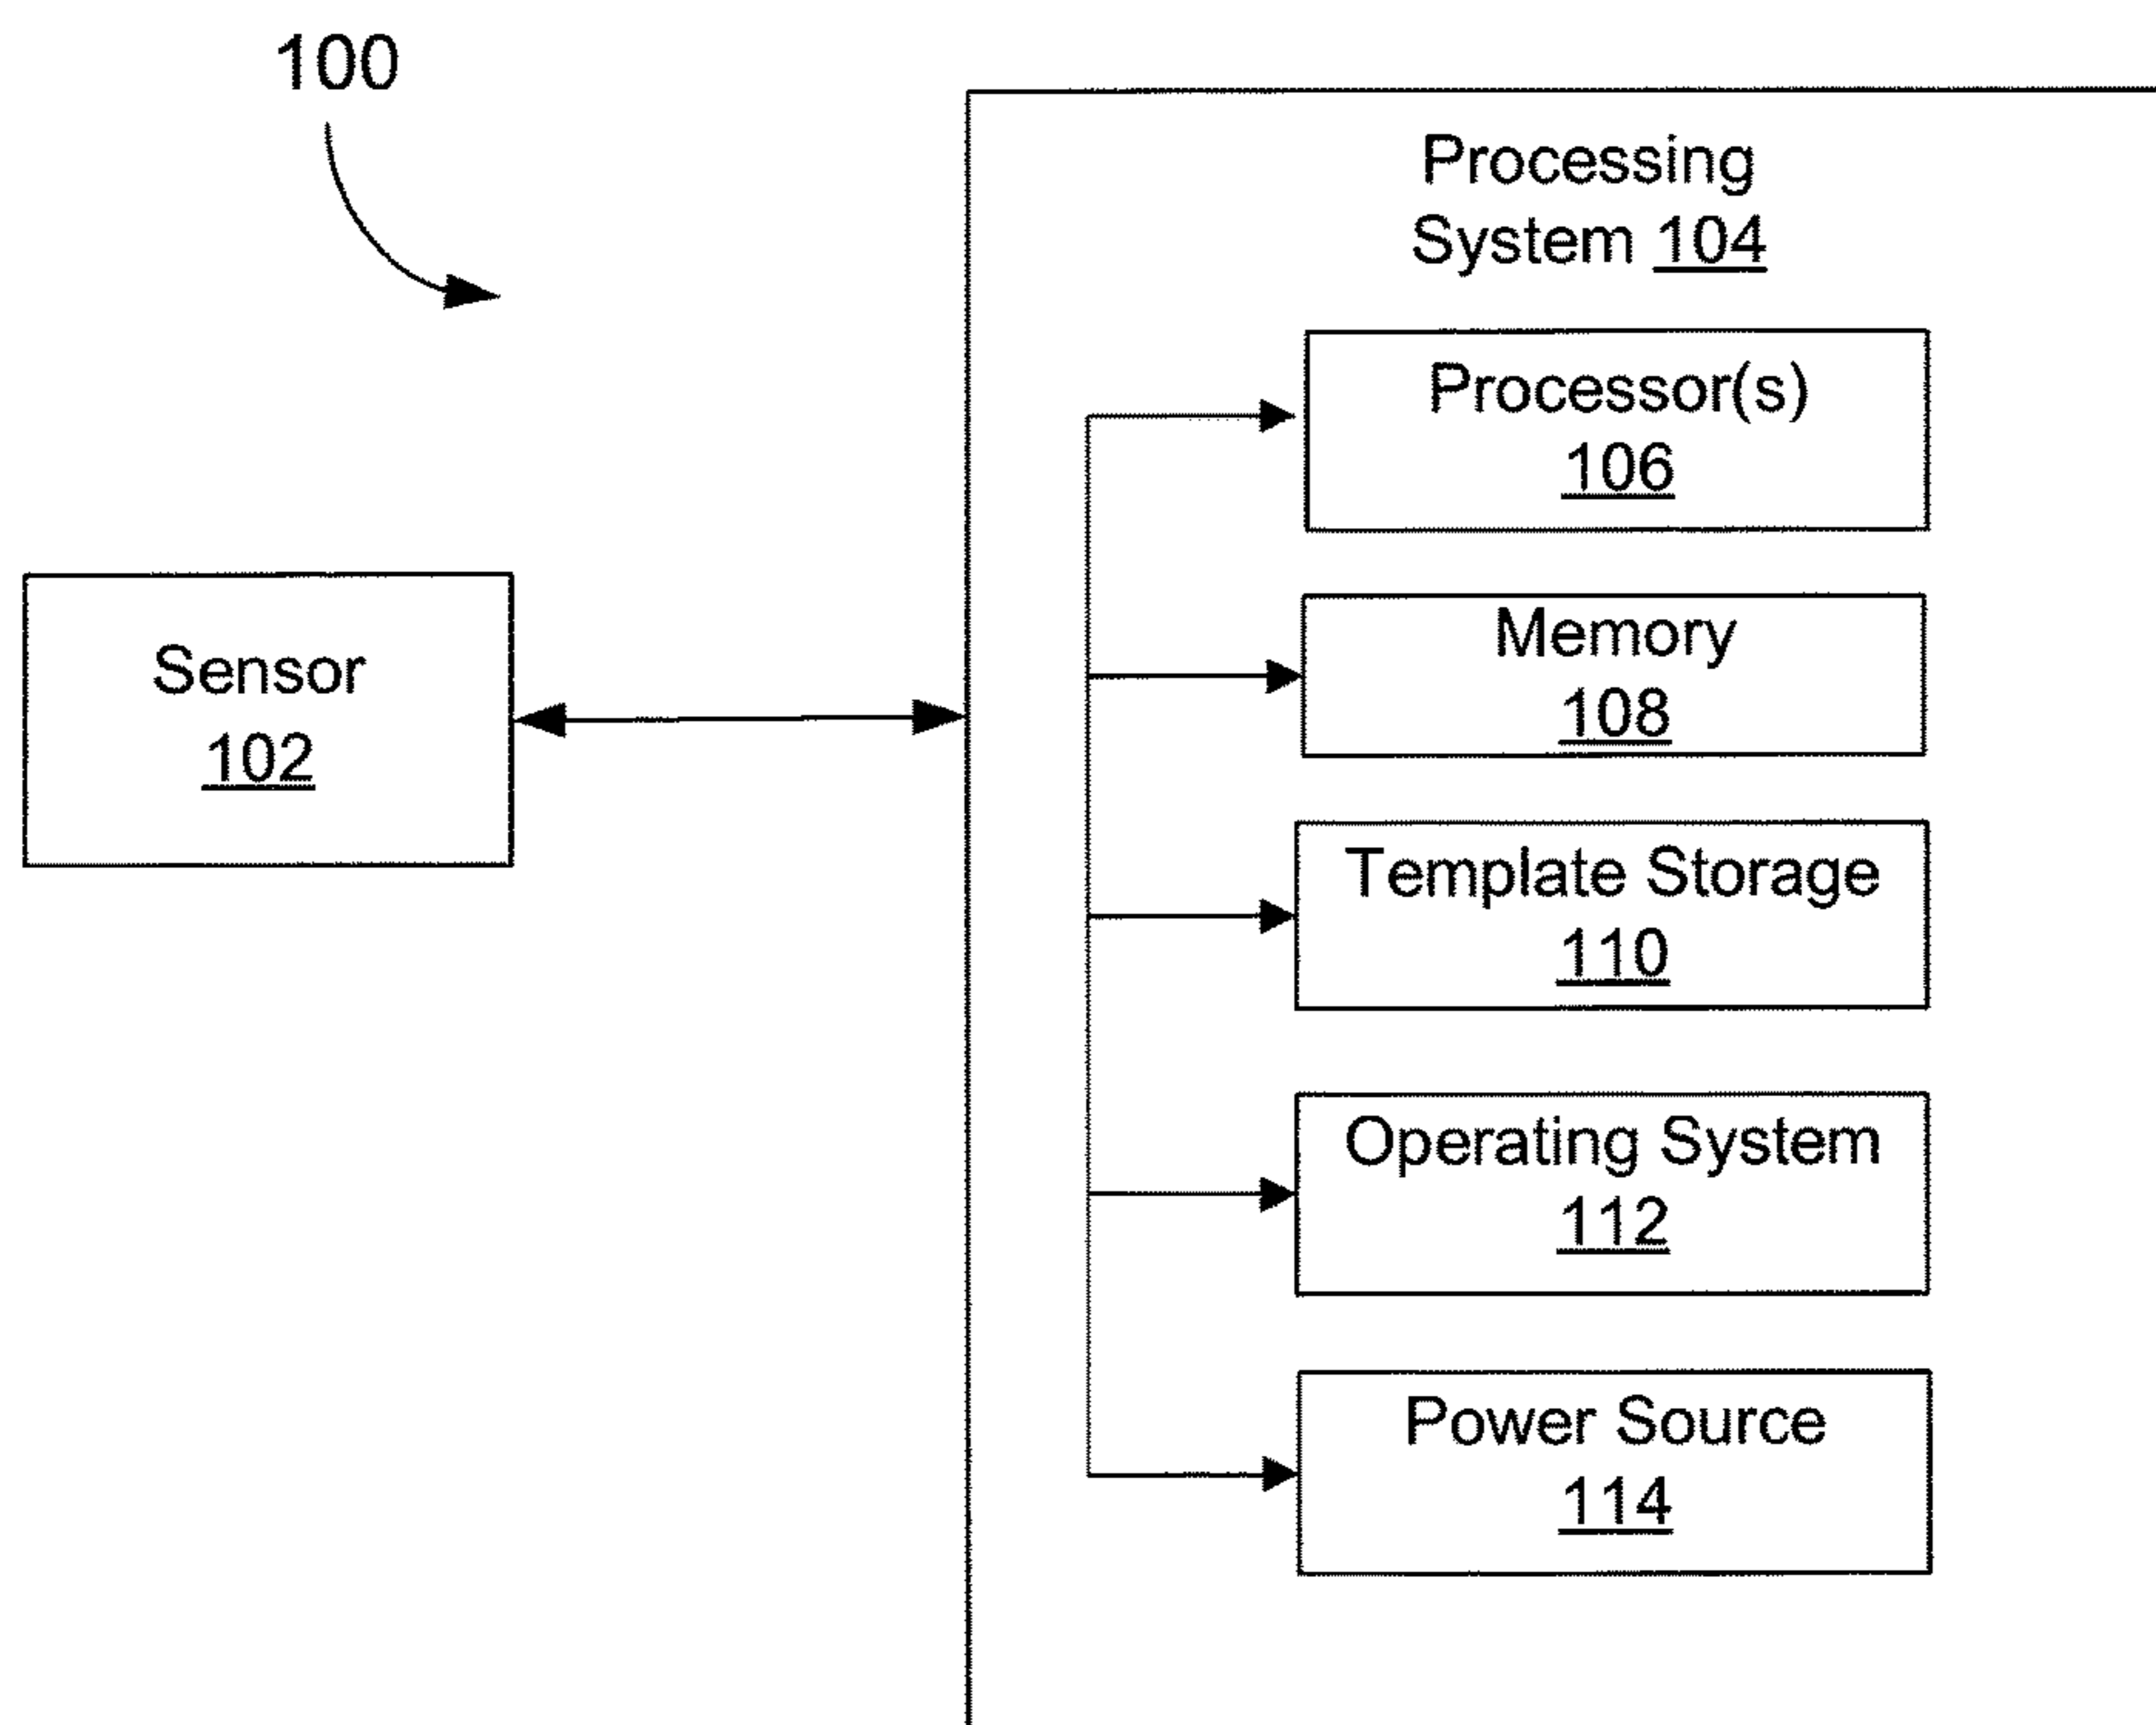 100
Processing
System 104
Processor(s)
106
Memory
108
Sensor
102
Template Storage
110
Operating System
112
Power Source
114